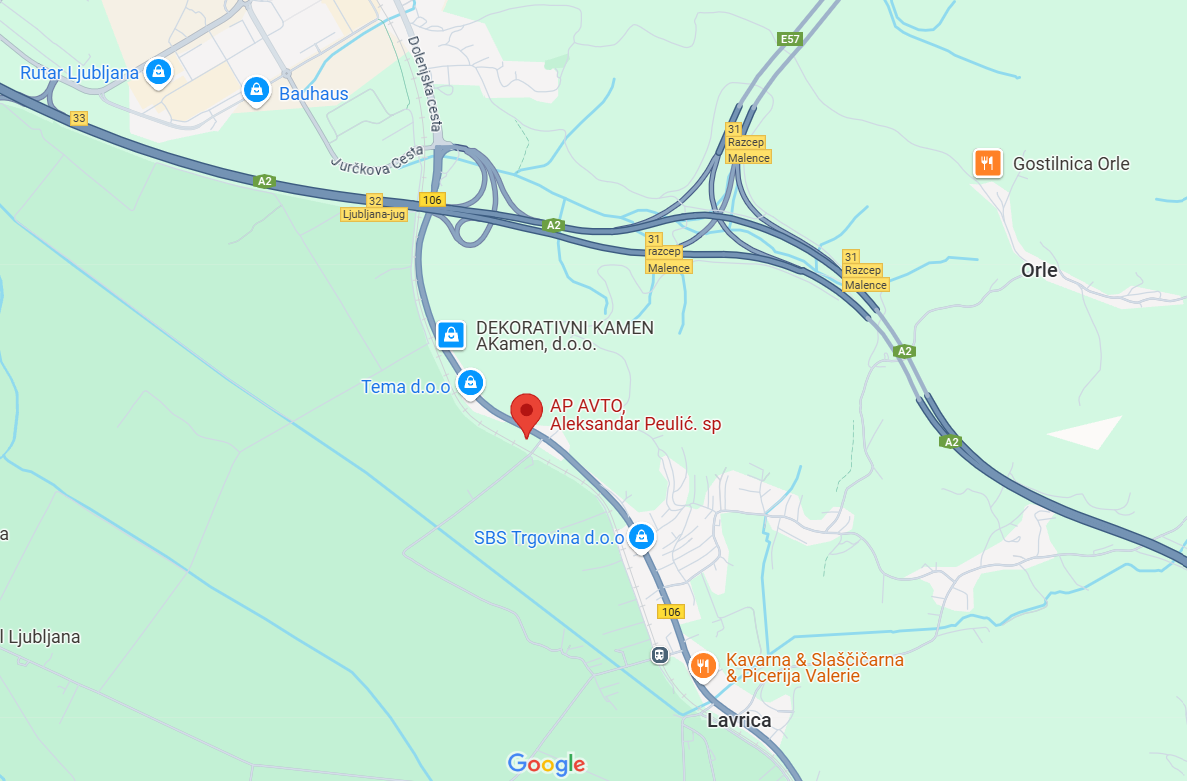 E57
Dolenjska cesta
Rutar Ljubljana
Bauhaus
33
31
Razcep
Malence
Jurčkova Cesta
Gostilnica Orle
A2
32
Ljubljana-jug
106
A2
31
razcep
Malence
31
Razcep
Malence
Orle
DEKORATIVNI KAMEN
AKamen, d.o.o.
A2
Tema d.o.o
AP AVTO,
Aleksandar Peulić. sp
A2
a
SBS Trgovina d.o.o
106
l Ljubljana
Kavarna & Slaščičarna
& Picerija Valerie
Lavrica
Google